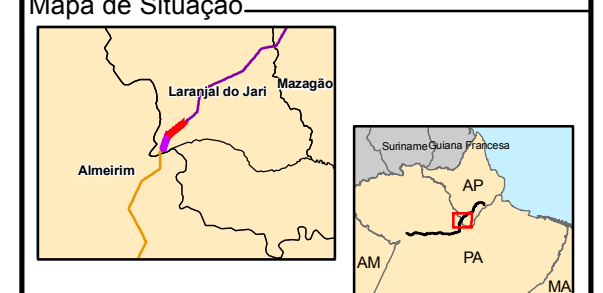 Mapa de Situação
Laranjal do Jari
Mazagão
Almeirim
Suriname
Guiana Francesa
AP
AM
PA
MA